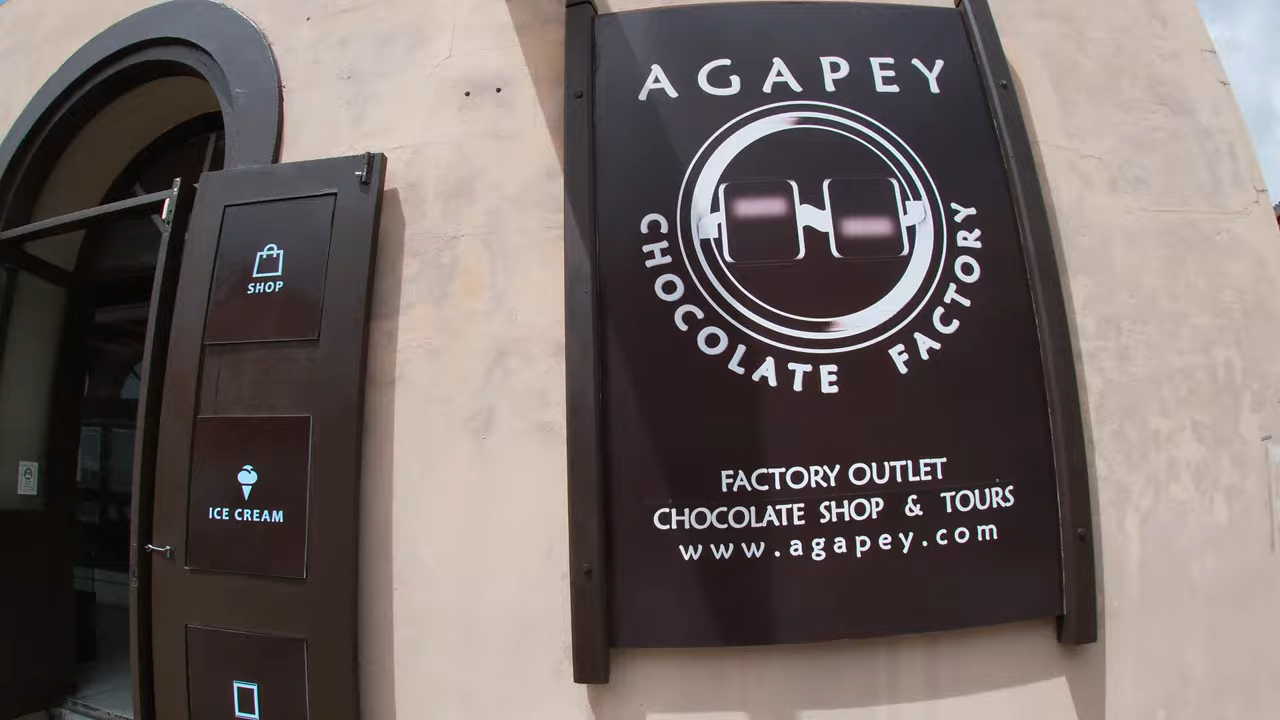 SHOP
ICE CREAM
AGAPEY
CHOCOLATE FACTORY
FACTORY OUTLET
CHOCOLATE SHOP & TOURS
www.agapey.com